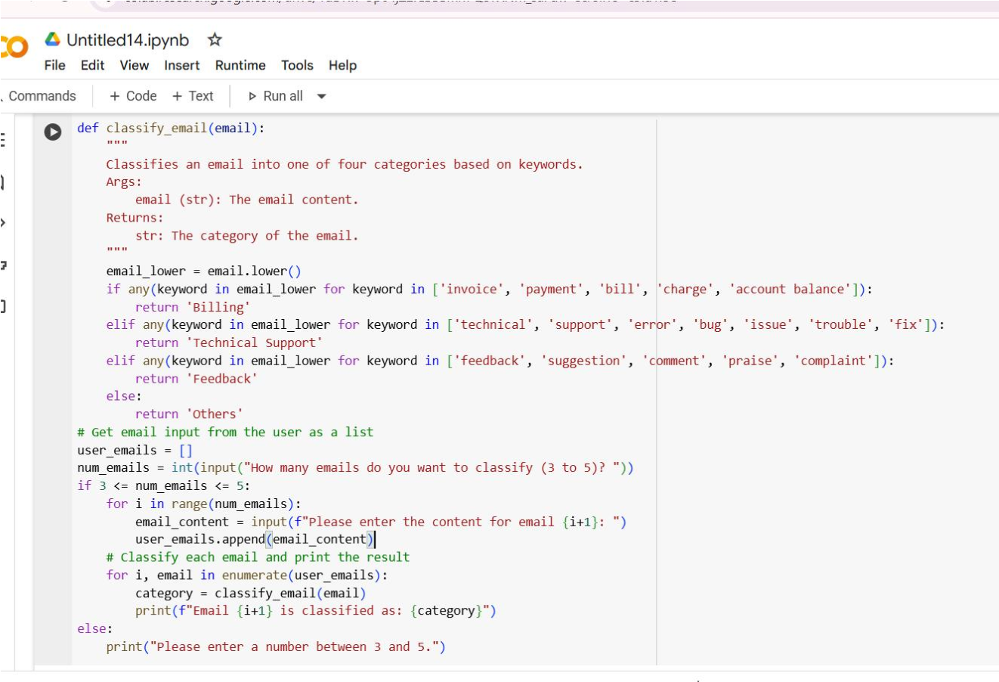 Untitled14.ipynb
File Edit View Insert Runtime Tools Help
Commands + Code + Text Run all
def classify_email(email):
    """
    Classifies an email into one of four categories based on keywords.
    Args:
        email (str): The email content.
    Returns:
        str: The category of the email.
    """
    email_lower = email.lower()
    if any(keyword in email_lower for keyword in ['invoice', 'payment', 'bill', 'charge', 'account balance']):
        return 'Billing'
    elif any(keyword in email_lower for keyword in ['technical', 'support', 'error', 'bug', 'issue', 'trouble', 'fix']):
        return 'Technical Support'
    elif any(keyword in email_lower for keyword in ['feedback', 'suggestion', 'comment', 'praise', 'complaint']):
        return 'Feedback'
    else:
        return 'Others'
# Get email input from the user as a list
user_emails = []
num_emails = int(input("How many emails do you want to classify (3 to 5)? "))
if 3 <= num_emails <= 5:
    for i in range(num_emails):
        email_content = input(f"Please enter the content for email {i+1}: ")
        user_emails.append(email_content)
    # Classify each email and print the result
    for i, email in enumerate(user_emails):
        category = classify_email(email)
        print(f"Email {i+1} is classified as: {category}")
else:
    print("Please enter a number between 3 and 5.")